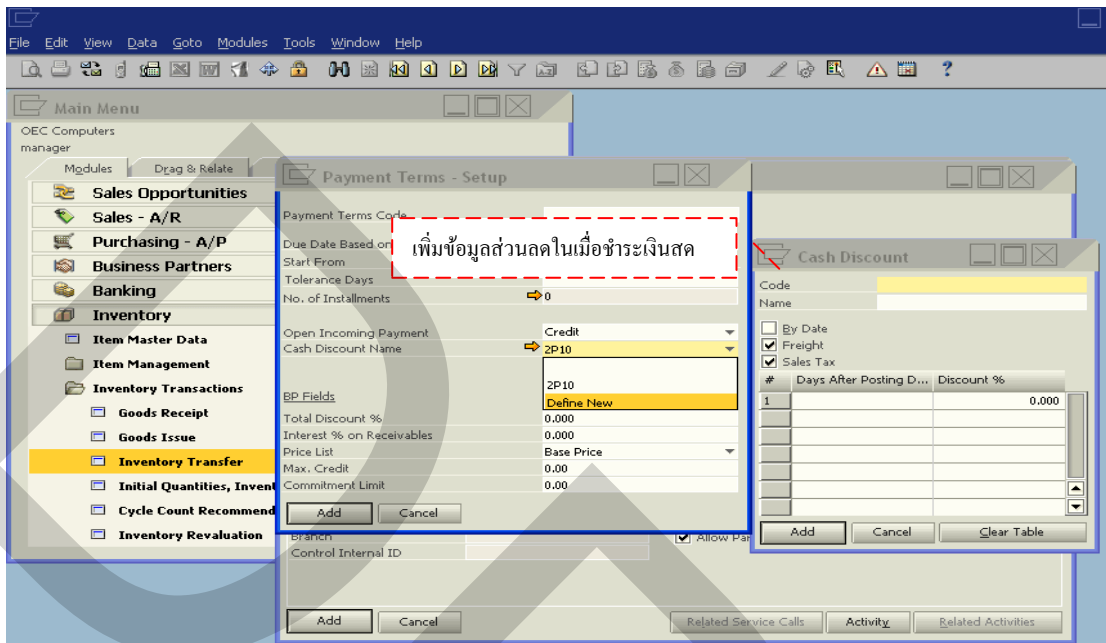 File Edit View Data Goto Modules Tools Window Help
Main Menu
OEC Computers
manager
Modules Drag & Relate
Sales Opportunities
Sales - A/R
Purchasing - A/P
Business Partners
Banking
Inventory
Item Master Data
Item Management
Inventory Transactions
Goods Receipt
Goods Issue
Inventory Transfer
Initial Quantities, Invent
Cycle Count Recommend
Inventory Revaluation
Payment Terms - Setup
Payment Terms Code
Due Date Based on
Start From
Tolerance Days
No. of Installments 0
เพิ่มข้อมูลส่วนลดในเมื่อชำระเงินสด
Open Incoming Payment Credit
Cash Discount Name 2P10
2P10
Define New
BP Fields
Total Discount % 0.000
Interest % on Receivables 0.000
Price List Base Price
Max. Credit 0.00
Commitment Limit 0.00
Add Cancel
Cash Discount
Code
Name
By Date
Freight
Sales Tax
# Days After Posting D... Discount %
1 0.000
Add Cancel Clear Table
Branch
Control Internal ID
Allow Par
Add Cancel Related Service Calls Activity Related Activities